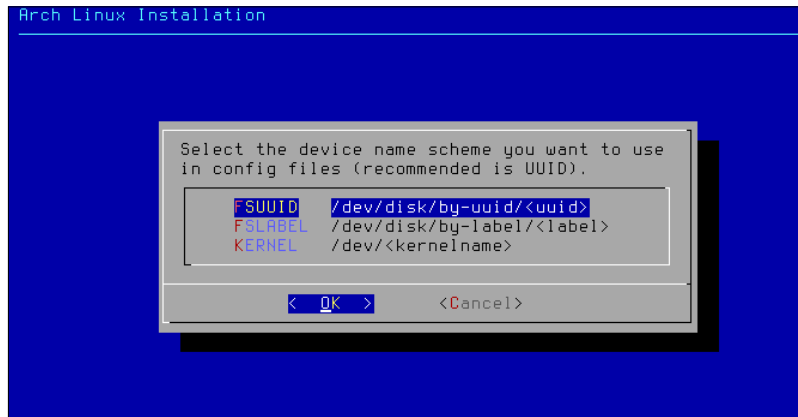 Arch Linux Installation
Select the device name scheme you want to use
in config files (recommended is UUID).
FSUUID /dev/disk/by-uuid/<uuid>
FSLABEL /dev/disk/by-label/<label>
KERNEL /dev/<kernelname>
< OK > <Cancel>